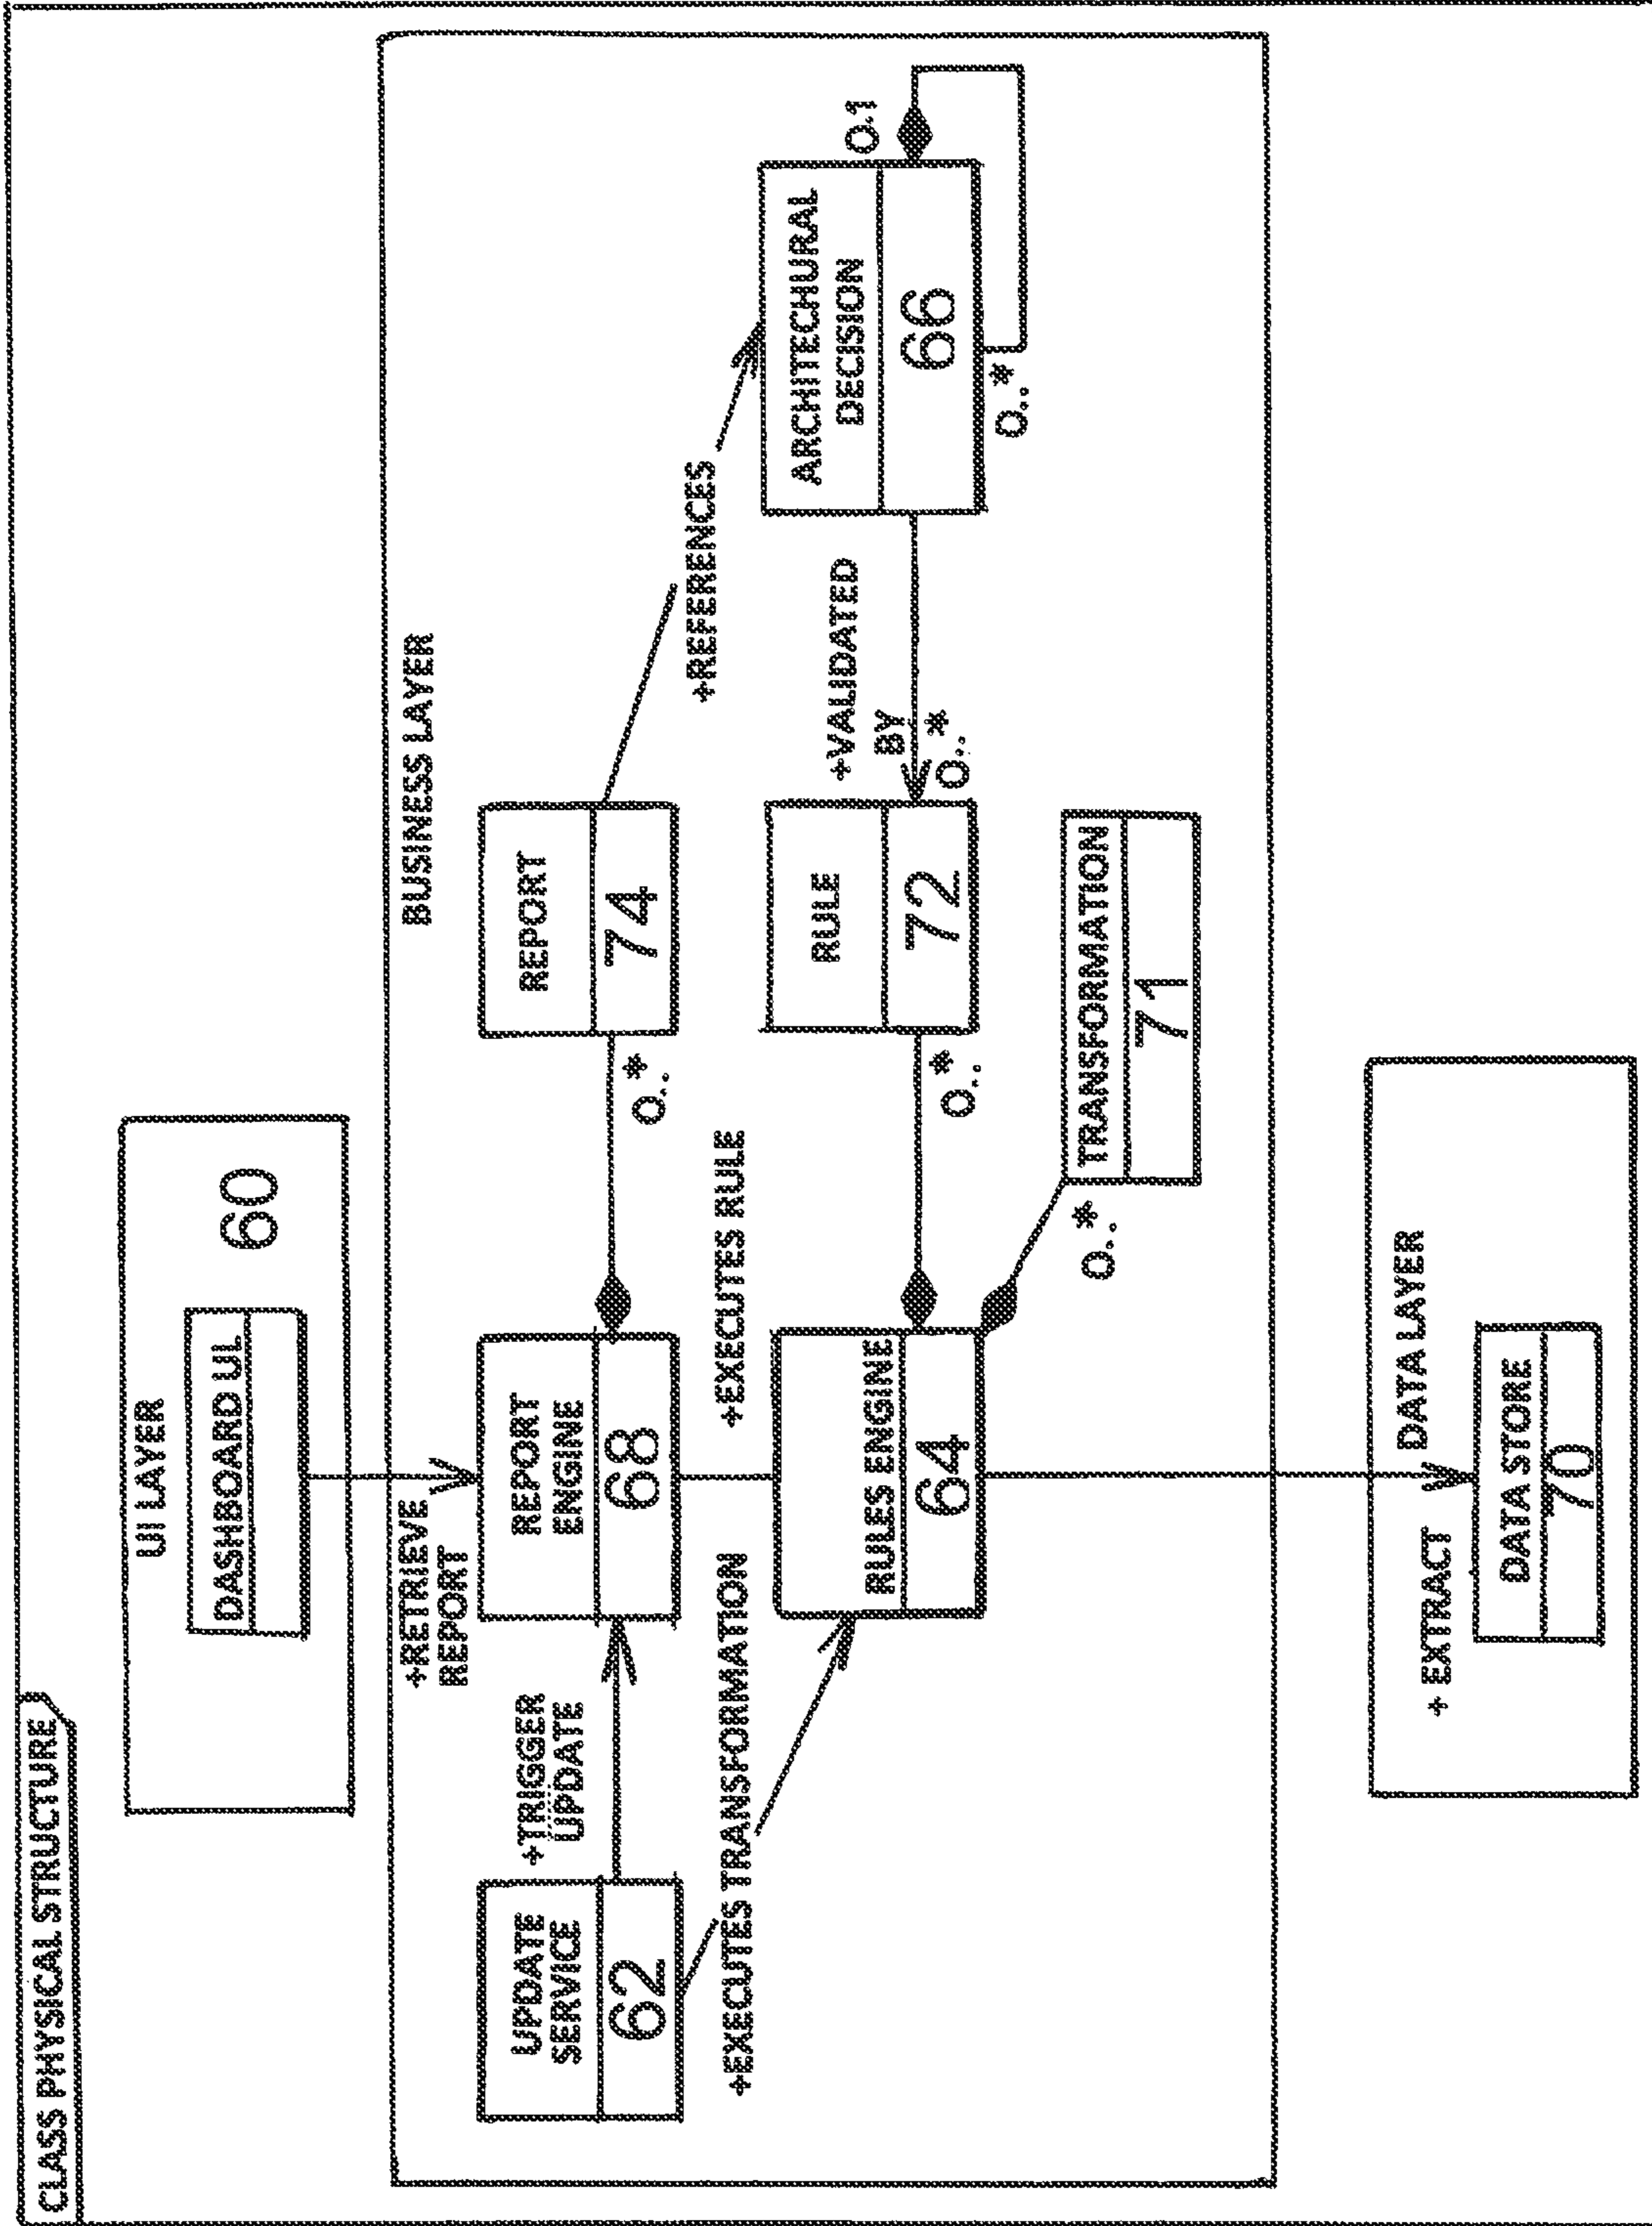 CLASS PHYSICAL STRUCTURE
UI LAYER
DASHBOARD UL
60
+RETRIEVE
REPORT
BUSINESS LAYER
UPDATE
SERVICE
62
+TRIGGER
UPDATE
REPORT
ENGINE
68
0..*
REPORT
74
+REFERENCES
+EXECUTES TRANSFORMATION
+EXECUTES RULE
RULES ENGINE
64
0..*
RULE
72
+VALIDATED
BY
0..*
ARCHITECHURAL
DECISION
66
0.1
0..*
0..*
TRANSFORMATION
71
DATA LAYER
+ EXTRACT
DATA STORE
70